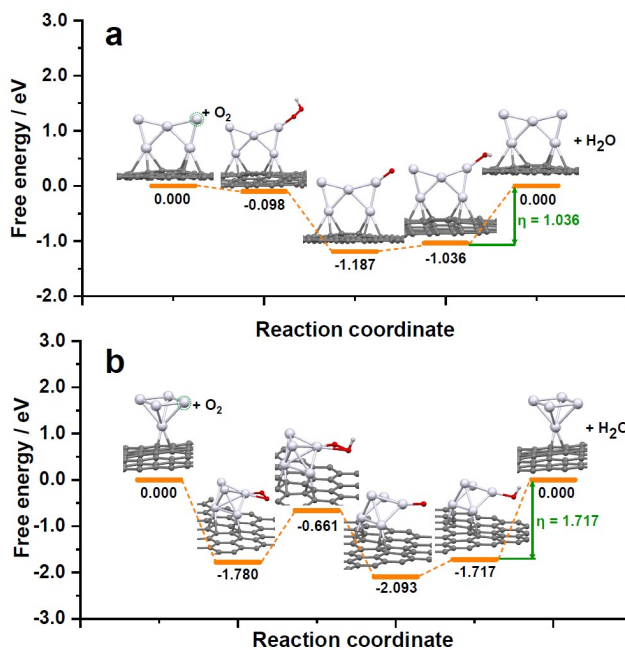 a
Free energy / eV
3.0
2.0
1.0
0.0
-1.0
-2.0
+ O₂
0.000
-0.098
-1.187
-1.036
0.000
+ H₂O
η = 1.036
Reaction coordinate
b
Free energy / eV
3.0
2.0
1.0
0.0
-1.0
-2.0
-3.0
+ O₂
0.000
-1.780
-0.661
-2.093
-1.717
0.000
+ H₂O
η = 1.717
Reaction coordinate